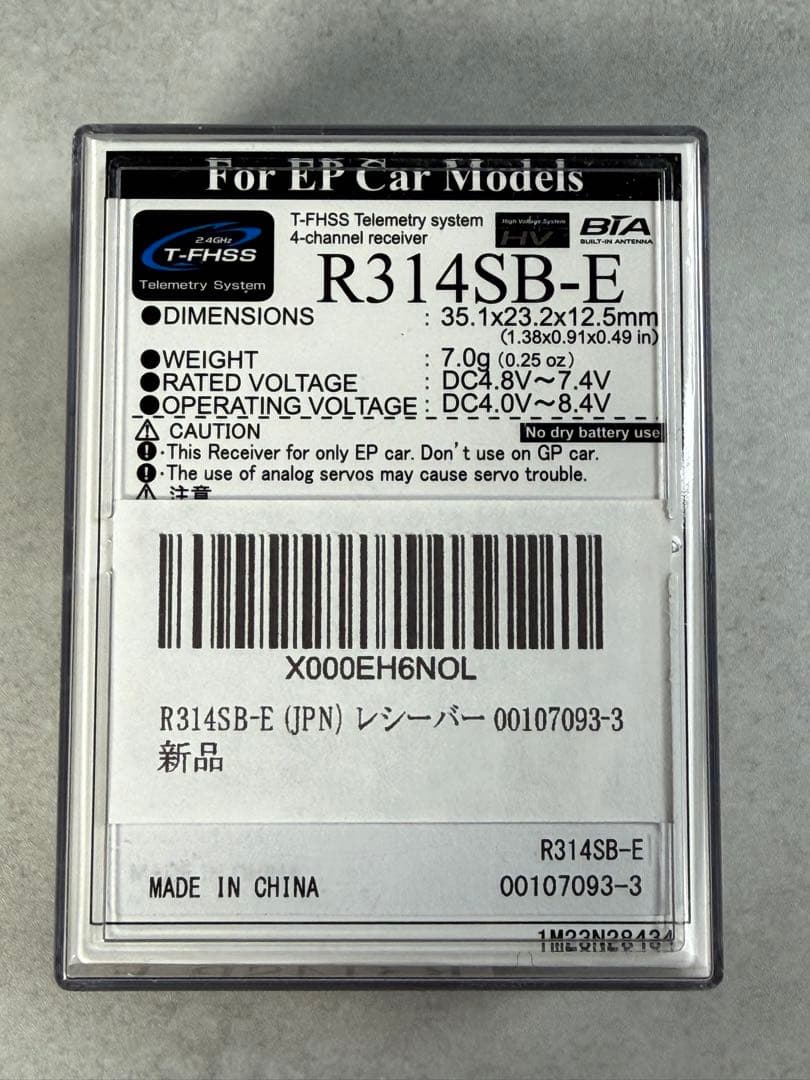 For EP Car Models
2.4GHz
T-FHSS
Telemetry System
T-FHSS Telemetry system
4-channel receiver
High Voltage System
HV
BIA
BUILT-IN ANTENNA
R314SB-E
●DIMENSIONS : 35.1x23.2x12.5mm
(1.38x0.91x0.49 in)
●WEIGHT : 7.0g (0.25 oz)
●RATED VOLTAGE : DC4.8V～7.4V
●OPERATING VOLTAGE : DC4.0V～8.4V
⚠ CAUTION No dry battery use
・This Receiver for only EP car. Don't use on GP car.
・The use of analog servos may cause servo trouble.
⚠ 注意
X000EH6NOL
R314SB-E (JPN) レシーバー 00107093-3
新品
R314SB-E
MADE IN CHINA 00107093-3